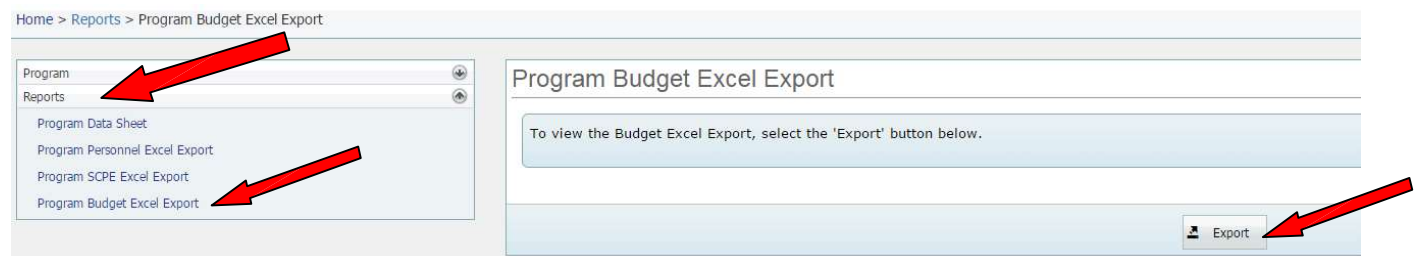 Home > Reports > Program Budget Excel Export
Program
Reports
Program Data Sheet
Program Personnel Excel Export
Program SCPE Excel Export
Program Budget Excel Export
Program Budget Excel Export
To view the Budget Excel Export, select the 'Export' button below.
Export